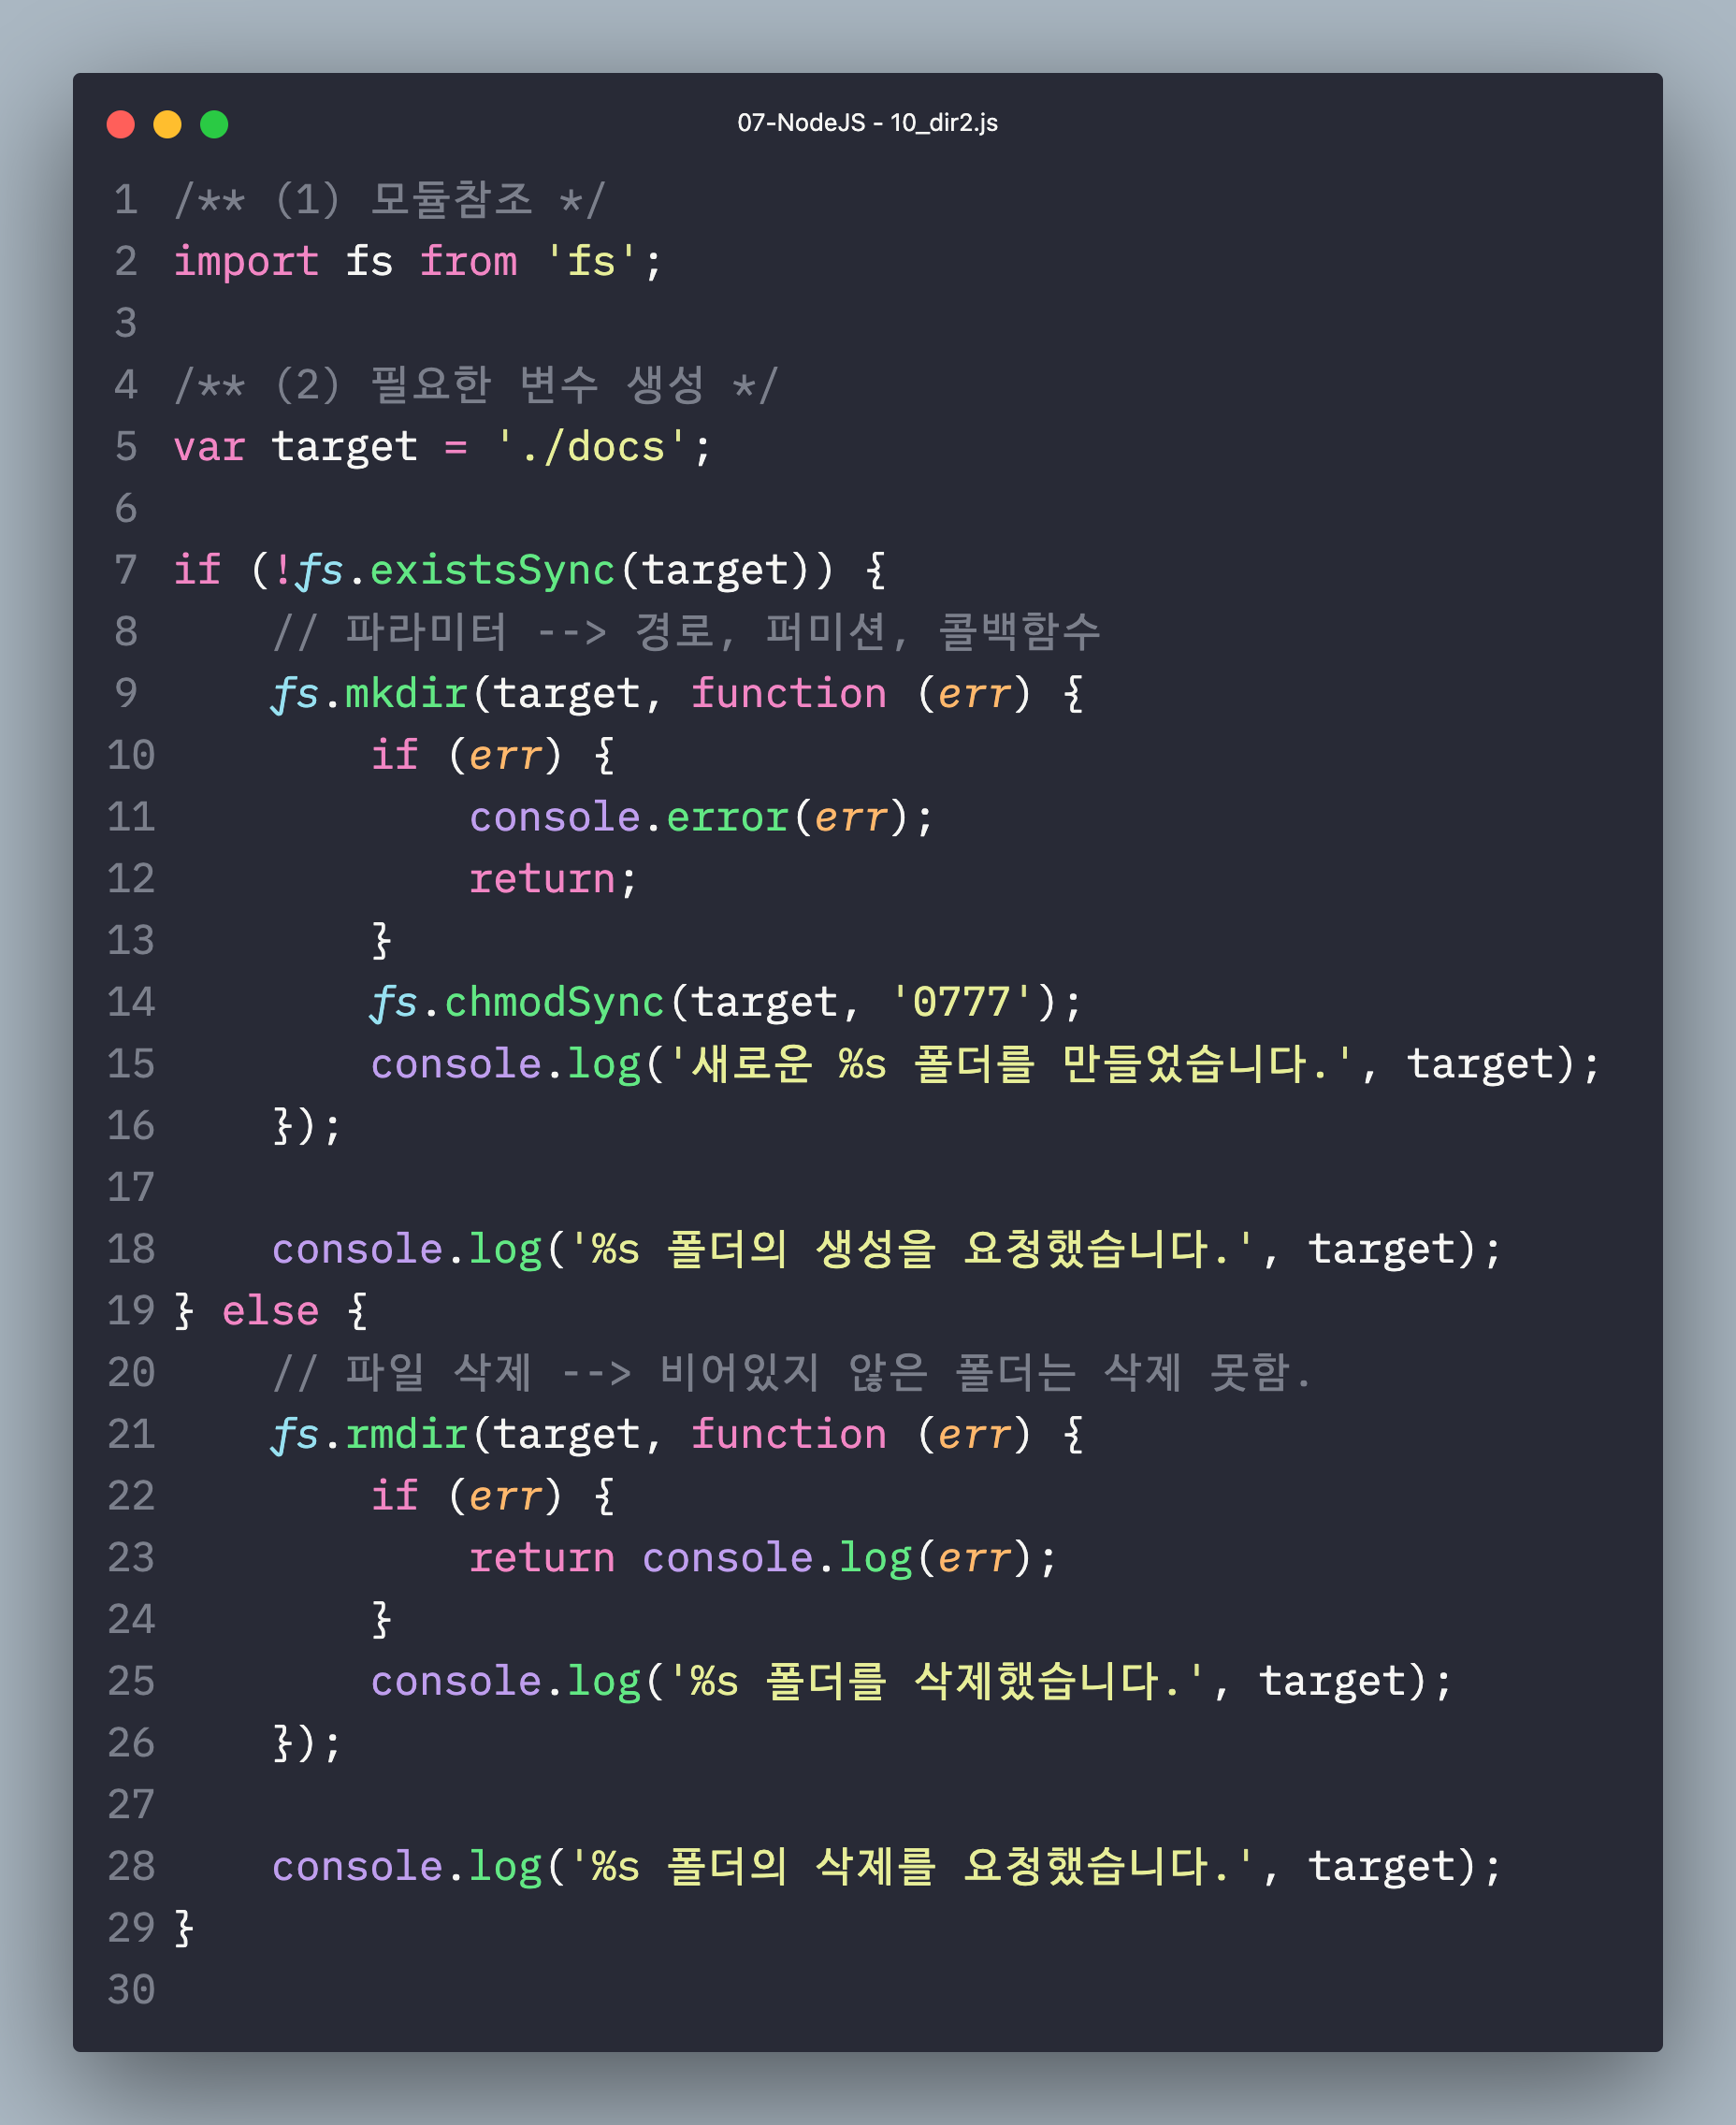 07-NodeJS - 10_dir2.js
1 /** (1) 모듈참조 */
2 import fs from 'fs';
3
4 /** (2) 필요한 변수 생성 */
5 var target = './docs';
6
7 if (!fs.existsSync(target)) {
8     // 파라미터 --> 경로, 퍼미션, 콜백함수
9     fs.mkdir(target, function (err) {
10         if (err) {
11             console.error(err);
12             return;
13         }
14         fs.chmodSync(target, '0777');
15         console.log('새로운 %s 폴더를 만들었습니다.', target);
16     });
17
18     console.log('%s 폴더의 생성을 요청했습니다.', target);
19 } else {
20     // 파일 삭제 --> 비어있지 않은 폴더는 삭제 못함.
21     fs.rmdir(target, function (err) {
22         if (err) {
23             return console.log(err);
24         }
25         console.log('%s 폴더를 삭제했습니다.', target);
26     });
27
28     console.log('%s 폴더의 삭제를 요청했습니다.', target);
29 }
30